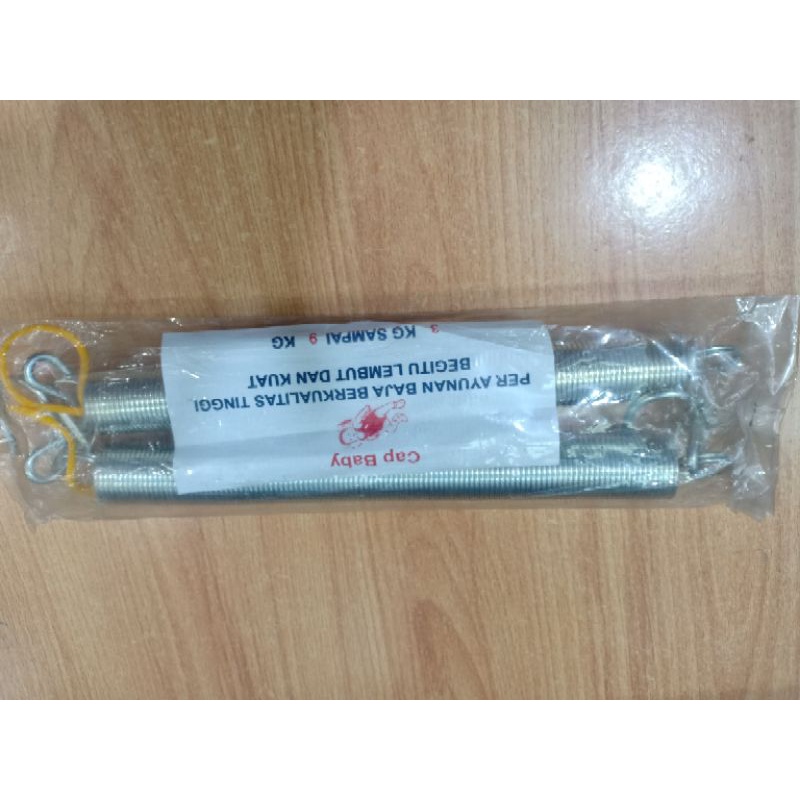 Cap Baby
PER AYUNAN BAJA BERKUALITAS TINGGI
BEGITU LEMBUT DAN KUAT
3 KG SAMPAI 9 KG